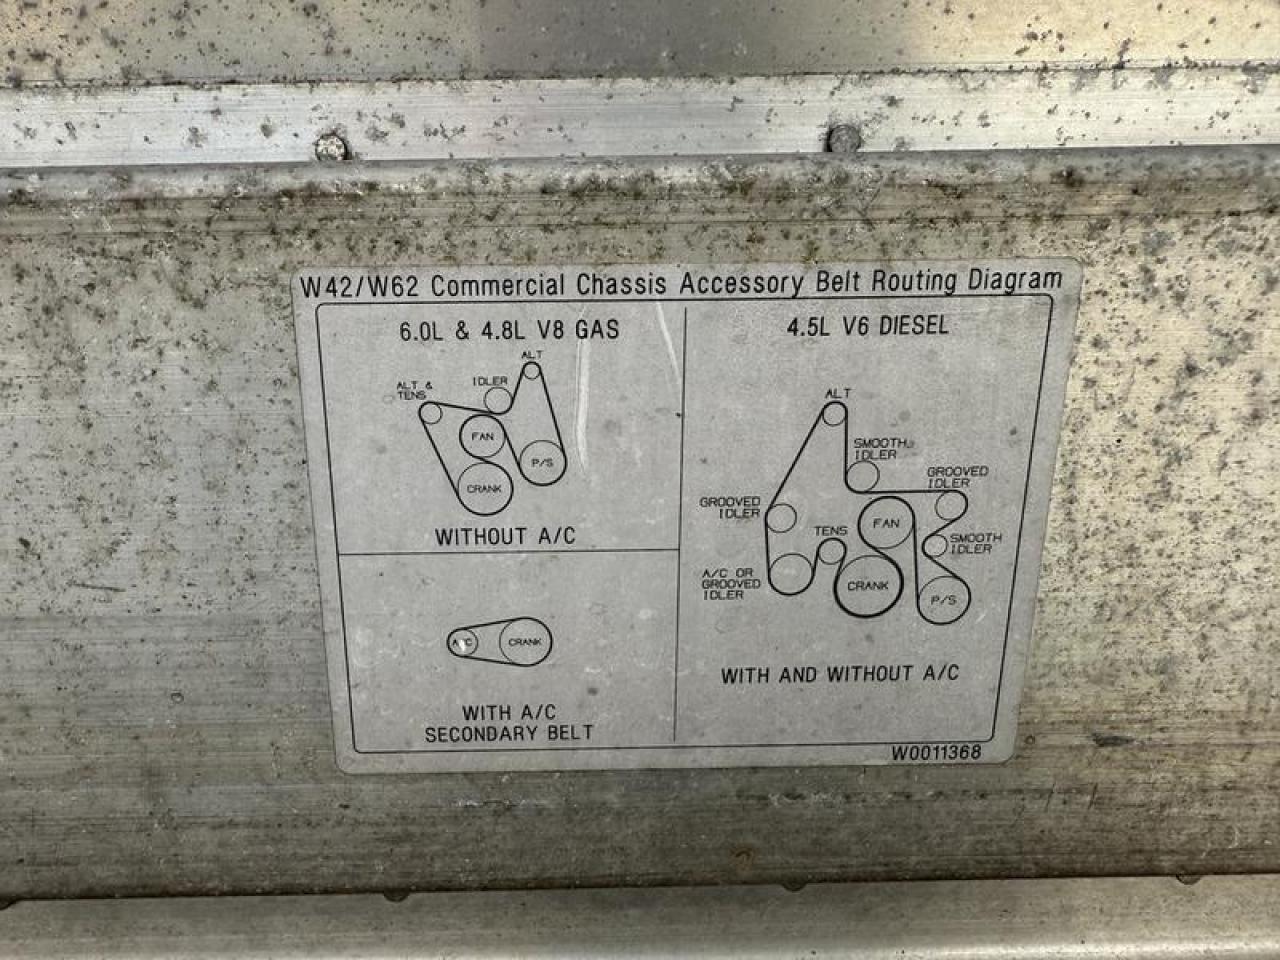 W42/W62 Commercial Chassis Accessory Belt Routing Diagram
6.0L & 4.8L V8 GAS
ALT
ALT &
TENS
IDLER
FAN
P/S
CRANK
WITHOUT A/C
CRANK
WITH A/C
SECONDARY BELT
4.5L V6 DIESEL
ALT
SMOOTH
IDLER
GROOVED
IDLER
GROOVED
IDLER
FAN
TENS
SMOOTH
IDLER
A/C OR
GROOVED
IDLER
CRANK
P/S
WITH AND WITHOUT A/C
W0011368